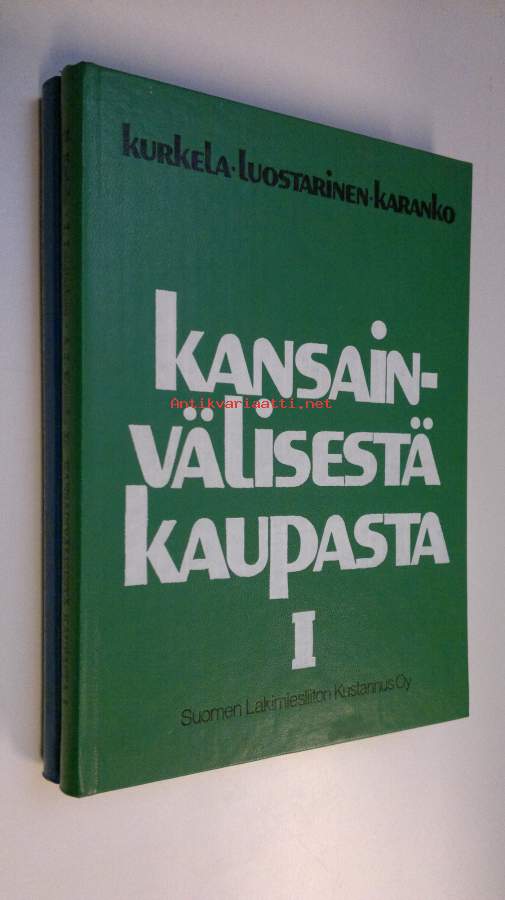 KURKELA·LUOSTARINEN·KARANKO
KANSAIN-
Antikvariaatti.net
VÄLISESTÄ
KAUPASTA
I
Suomen Lakimiesliiton Kustannus Oy